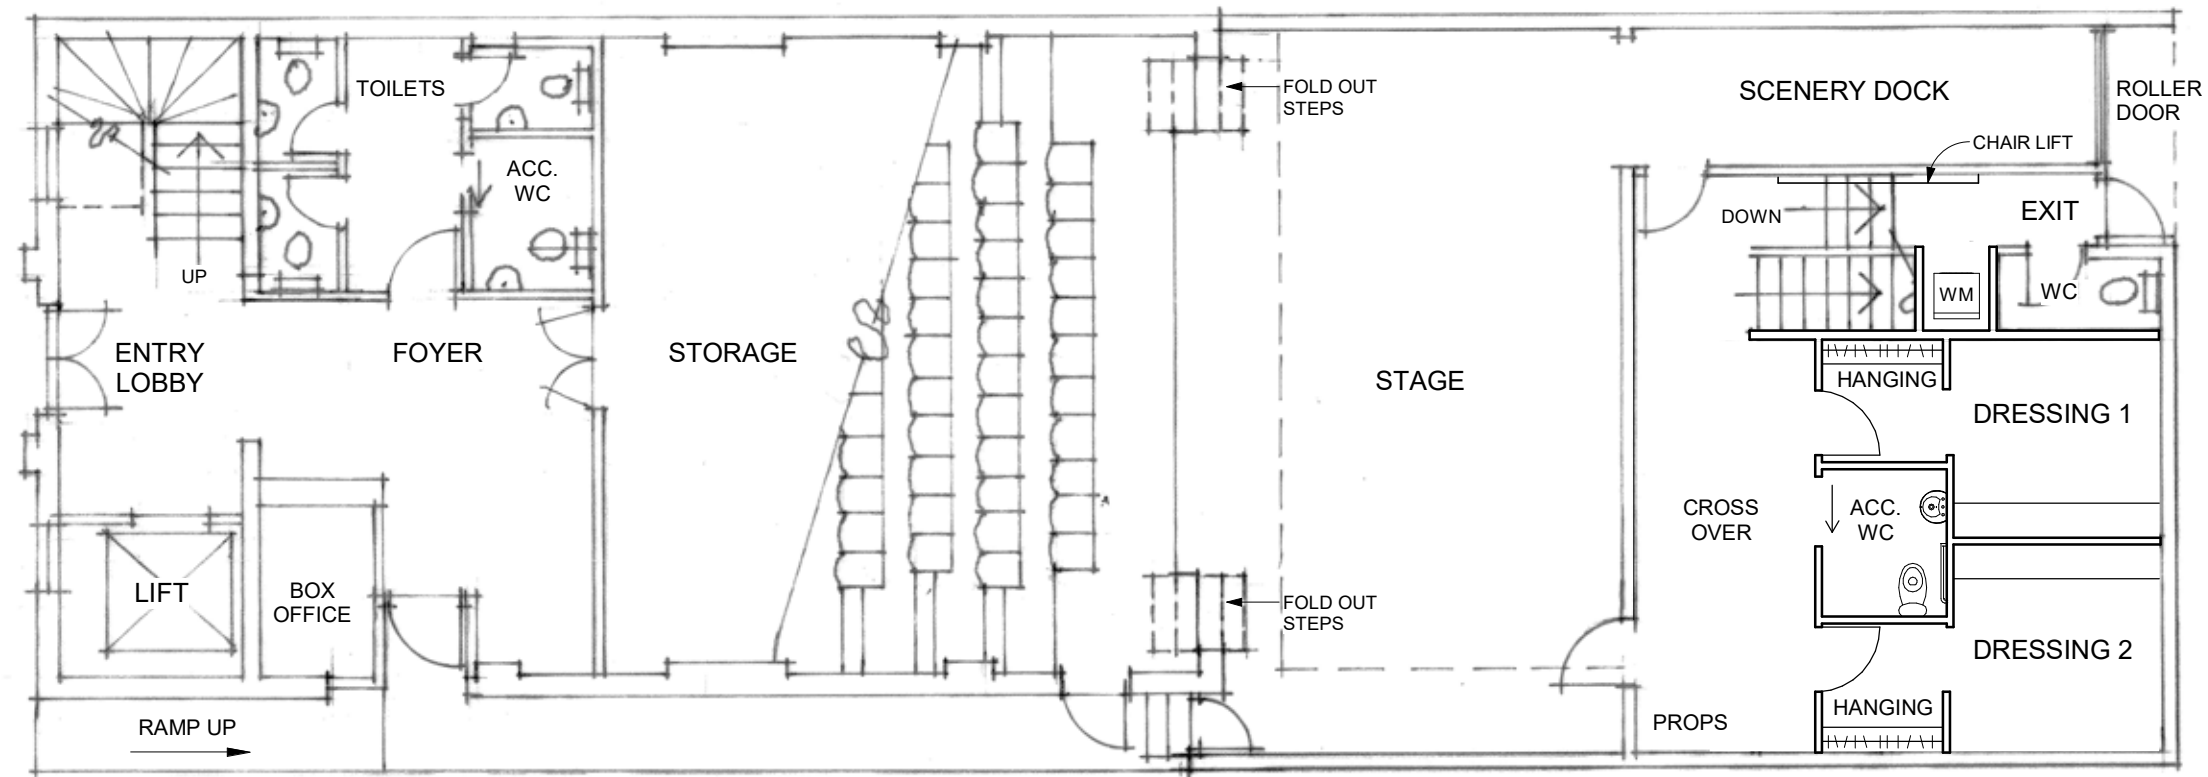 TOILETS
ACC.
WC
UP
ENTRY
LOBBY
FOYER
STORAGE
LIFT
BOX
OFFICE
RAMP UP
FOLD OUT
STEPS
STAGE
FOLD OUT
STEPS
SCENERY DOCK
ROLLER
DOOR
CHAIR LIFT
DOWN
EXIT
WM
WC
HANGING
DRESSING 1
CROSS
OVER
ACC.
WC
DRESSING 2
HANGING
PROPS